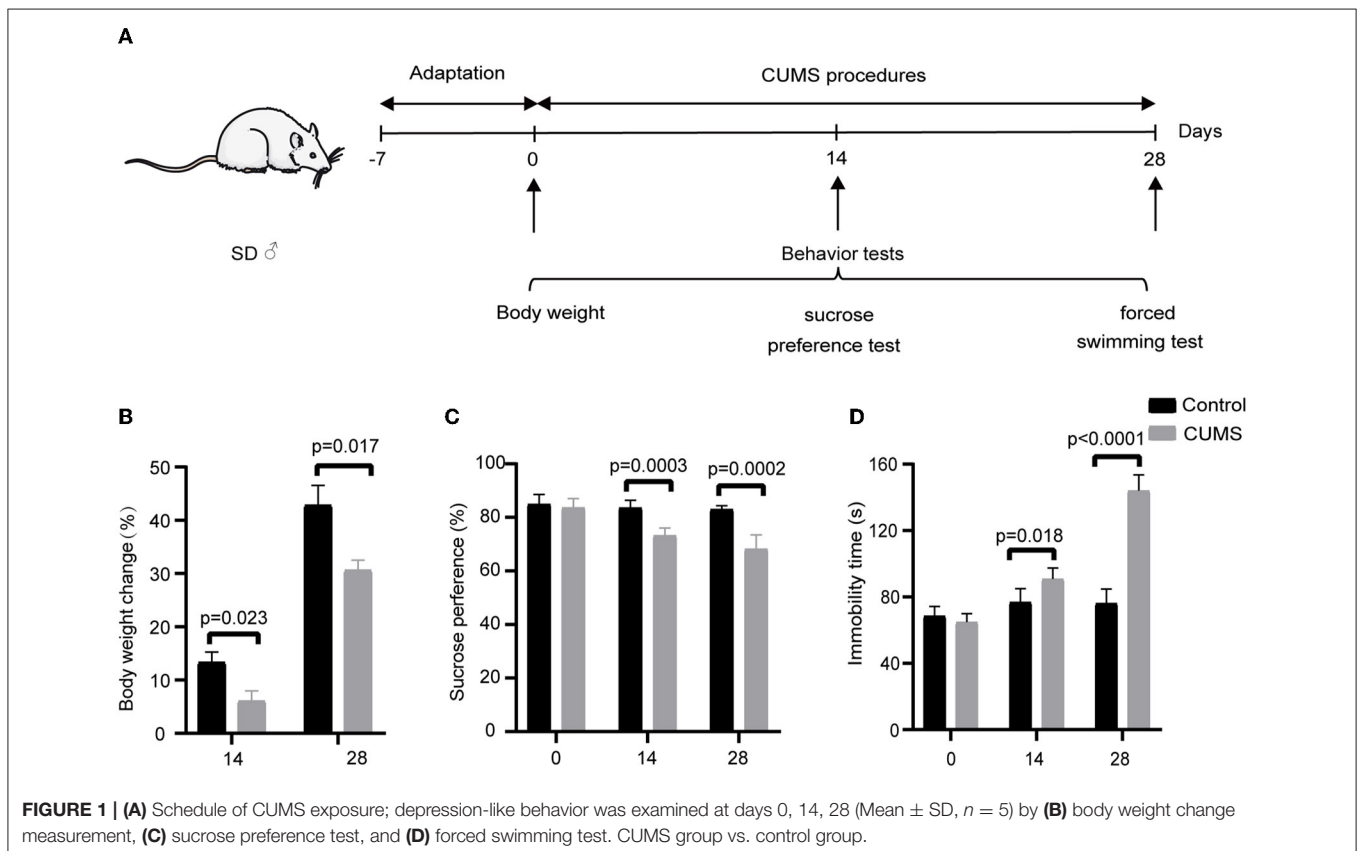 A
Adaptation
CUMS procedures
Days
-7
0
14
28
SD ♂
Behavior tests
Body weight
sucrose
preference test
forced
swimming test
B
Body weight change (%)
50
40
30
20
10
0
p=0.023
p=0.017
14
28
C
Sucrose perference (%)
100
80
60
40
20
0
p=0.0003
p=0.0002
0
14
28
D
Control
CUMS
Immobility time (s)
160
120
80
40
0
p=0.018
p<0.0001
0
14
28
FIGURE 1 | (A) Schedule of CUMS exposure; depression-like behavior was examined at days 0, 14, 28 (Mean ± SD, n = 5) by (B) body weight change
measurement, (C) sucrose preference test, and (D) forced swimming test. CUMS group vs. control group.